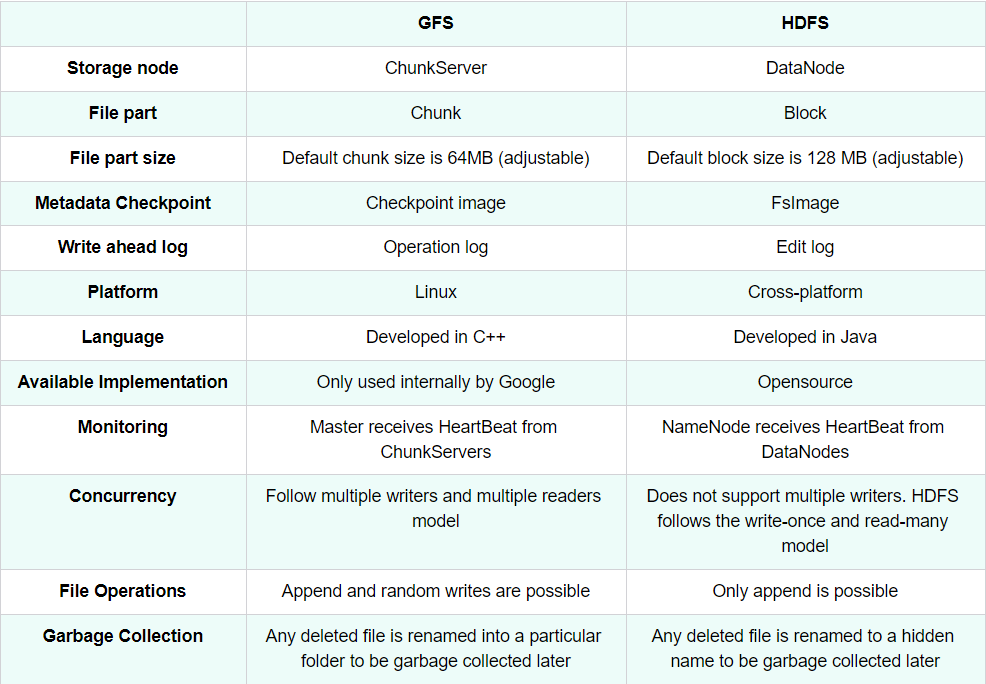 GFS HDFS
Storage node ChunkServer DataNode
File part Chunk Block
File part size Default chunk size is 64MB (adjustable) Default block size is 128 MB (adjustable)
Metadata Checkpoint Checkpoint image FsImage
Write ahead log Operation log Edit log
Platform Linux Cross-platform
Language Developed in C++ Developed in Java
Available Implementation Only used internally by Google Opensource
Monitoring Master receives HeartBeat from NameNode receives HeartBeat from
ChunkServers DataNodes
Concurrency Follow multiple writers and multiple readers Does not support multiple writers. HDFS
model follows the write-once and read-many
model
File Operations Append and random writes are possible Only append is possible
Garbage Collection Any deleted file is renamed into a particular Any deleted file is renamed to a hidden
folder to be garbage collected later name to be garbage collected later